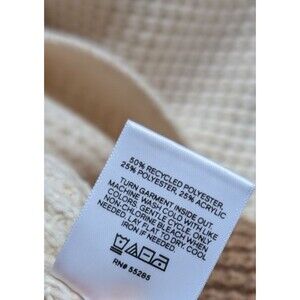 50% RECYCLED POLYESTER,
25% POLYESTER, 25% ACRYLIC
TURN GARMENT INSIDE OUT.
MACHINE WASH COLD WITH LIKE
COLORS, GENTLE CYCLE. ONLY
NON-CHLORINE BLEACH WHEN
NEEDED. LAY FLAT TO DRY. COOL
IRON IF NEEDED.
RN# 55285